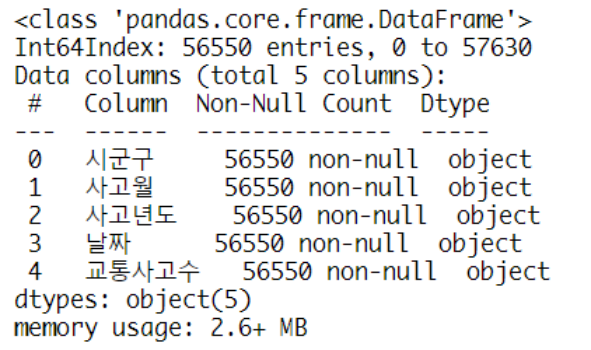 <class 'pandas.core.frame.DataFrame'>
Int64Index: 56550 entries, 0 to 57630
Data columns (total 5 columns):
 #   Column  Non-Null Count  Dtype
---  ------  --------------  -----
 0   시군구     56550 non-null  object
 1   사고월     56550 non-null  object
 2   사고년도    56550 non-null  object
 3   날짜      56550 non-null  object
 4   교통사고수   56550 non-null  object
dtypes: object(5)
memory usage: 2.6+ MB